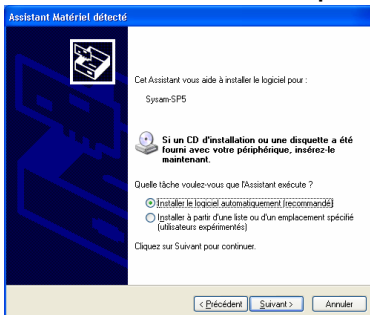 Assistant Matériel détecté
Cet Assistant vous aide à installer le logiciel pour :
Sysam-SP5
Si un CD d'installation ou une disquette a été
fourni avec votre périphérique, insérez-le
maintenant.
Quelle tâche voulez-vous que l'Assistant exécute ?
Installer le logiciel automatiquement (recommandé)
Installer à partir d'une liste ou d'un emplacement spécifié
(utilisateurs expérimentés)
Cliquez sur Suivant pour continuer.
< Précédent
Suivant >
Annuler